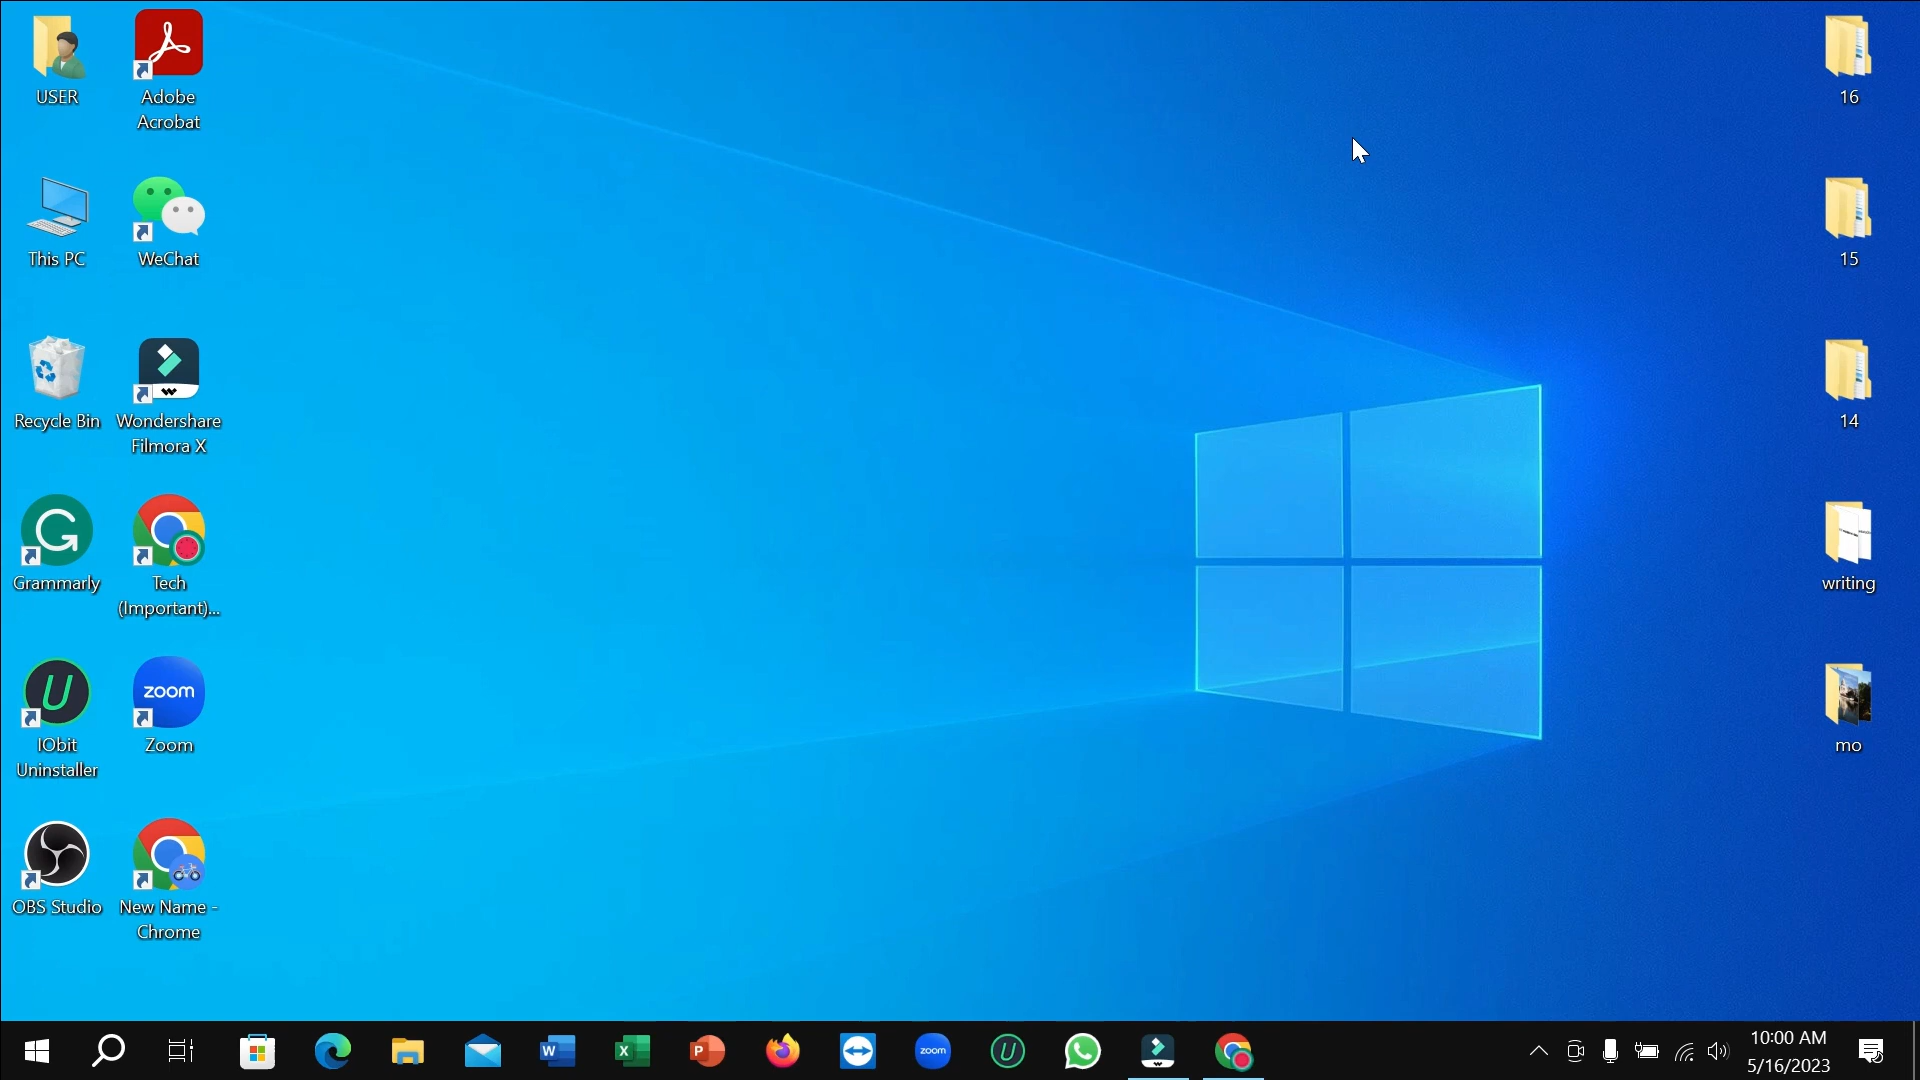 USER
Adobe
Acrobat
This PC
WeChat
Recycle Bin
Wondershare
Filmora X
Grammarly
Tech
(Important)...
IObit
Uninstaller
zoom
Zoom
OBS Studio
New Name -
Chrome
16
15
14
writing
mo
zoom
10:00 AM
5/16/2023